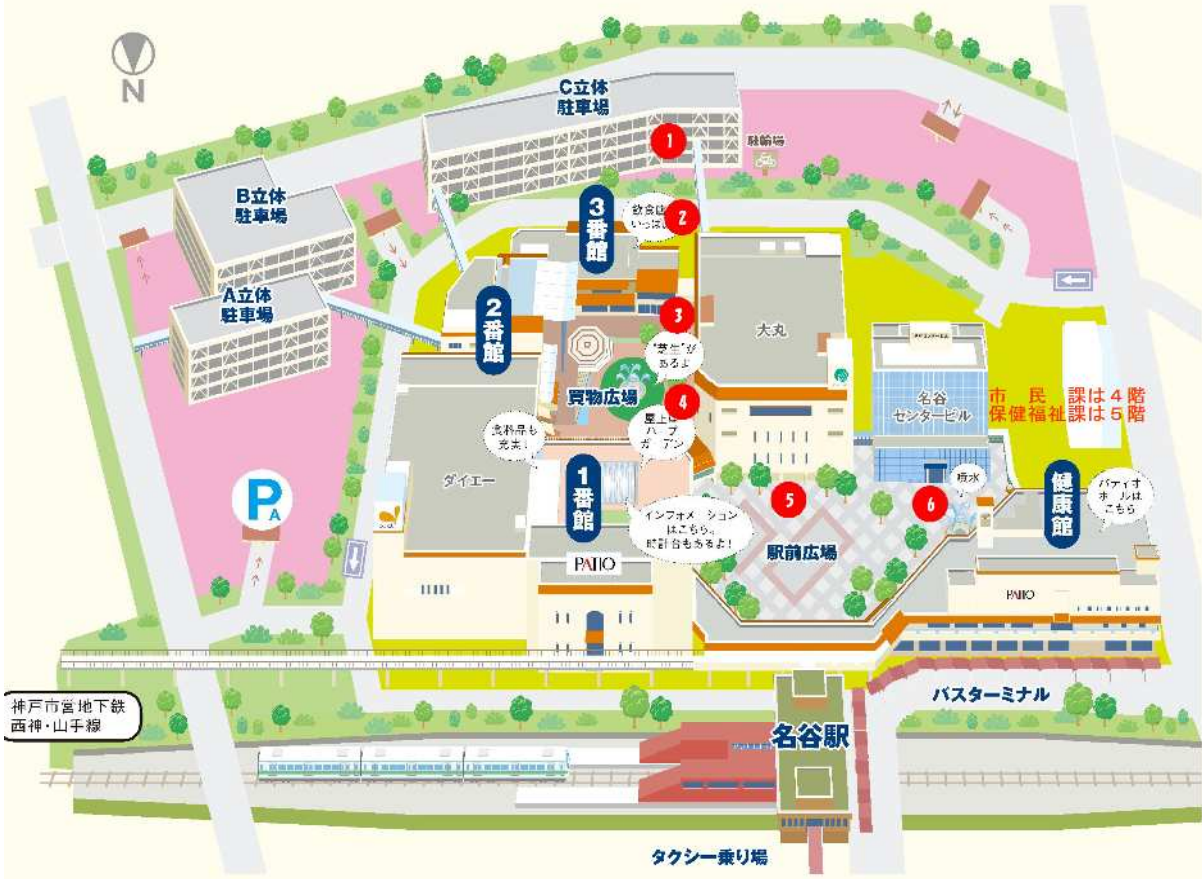 N
C立体
駐車場
1
駐輪場
B立体
駐車場
2
飲食
いっぱい
3番館
A立体
駐車場
2番館
3
"芝生"が
あるよ
大丸
買物広場
4
屋上
ハーブ
ガーデン
名谷
センタービル
市民課は4階
保健福祉課は5階
食料品も
充実!
ダイエー
1番館
P
A
5
6
噴水
健康館
パティオ
ホールは
こちら
インフォメーション
はこちら。
時計台もあるよ!
駅前広場
PATIO
PATIO
神戸市営地下鉄
西神・山手線
バスターミナル
名谷駅
タクシー乗り場